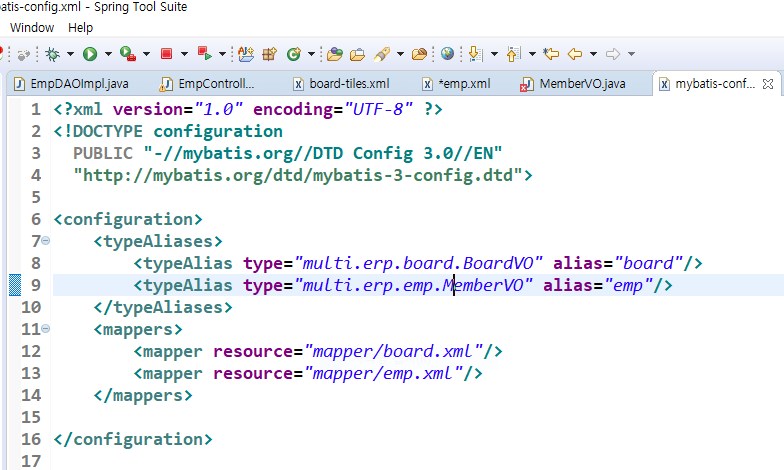 batis-config.xml - Spring Tool Suite
Window Help
EmpDAOImpl.java EmpControll... board-tiles.xml *emp.xml MemberVO.java mybatis-conf...
1 <?xml version="1.0" encoding="UTF-8" ?>
2 <!DOCTYPE configuration
3 PUBLIC "-//mybatis.org//DTD Config 3.0//EN"
4 "http://mybatis.org/dtd/mybatis-3-config.dtd">
5
6 <configuration>
7 <typeAliases>
8 <typeAlias type="multi.erp.board.BoardVO" alias="board"/>
9 <typeAlias type="multi.erp.emp.MemberVO" alias="emp"/>
10 </typeAliases>
11 <mappers>
12 <mapper resource="mapper/board.xml"/>
13 <mapper resource="mapper/emp.xml"/>
14 </mappers>
15
16 </configuration>
17